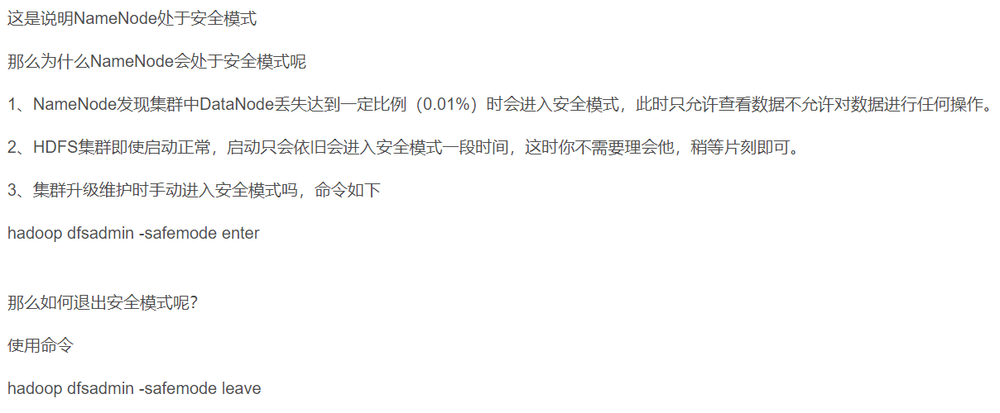 这是说明NameNode处于安全模式
那么为什么NameNode会处于安全模式呢
1、NameNode发现集群中DataNode丢失达到一定比例（0.01%）时会进入安全模式，此时只允许查看数据不允许对数据进行任何操作。
2、HDFS集群即使启动正常，启动只会依旧会进入安全模式一段时间，这时你不需要理会他，稍等片刻即可。
3、集群升级维护时手动进入安全模式吗，命令如下
hadoop dfsadmin -safemode enter
那么如何退出安全模式呢？
使用命令
hadoop dfsadmin -safemode leave